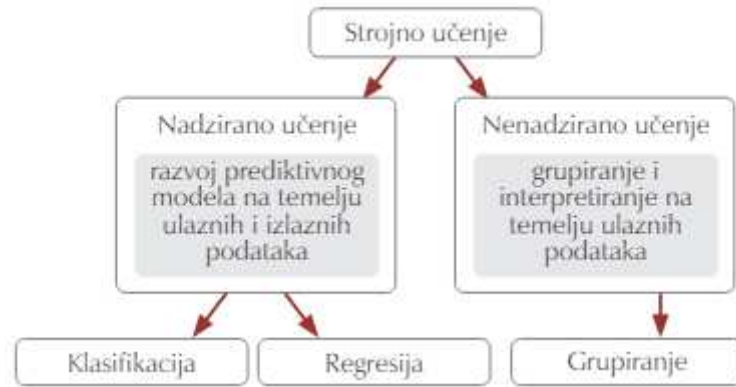 Strojno učenje
Nadzirano učenje
razvoj prediktivnog
modela na temelju
ulaznih i izlaznih
podataka
Nenadzirano učenje
grupiranje i
interpretiranje na
temelju ulaznih
podataka
Klasifikacija
Regresija
Grupiranje